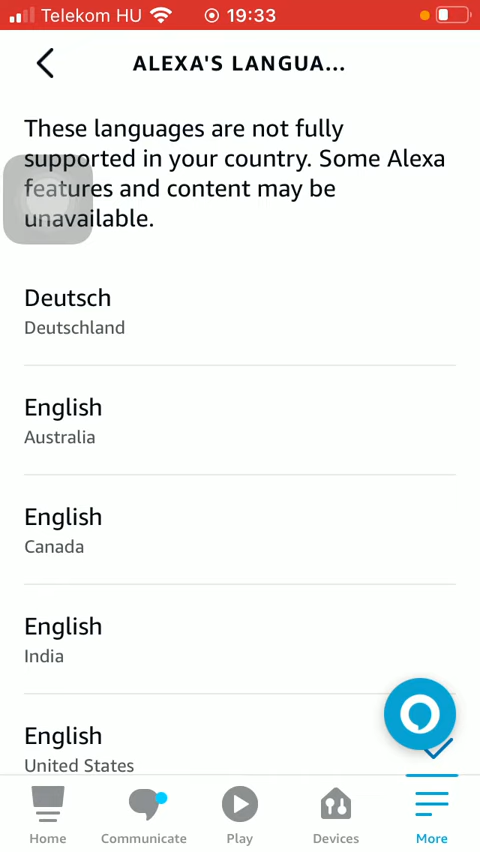 Telekom HU 19:33
ALEXA'S LANGUA...
These languages are not fully
supported in your country. Some Alexa
features and content may be
unavailable.
Deutsch
Deutschland
English
Australia
English
Canada
English
India
English
United States
Home Communicate Play Devices More